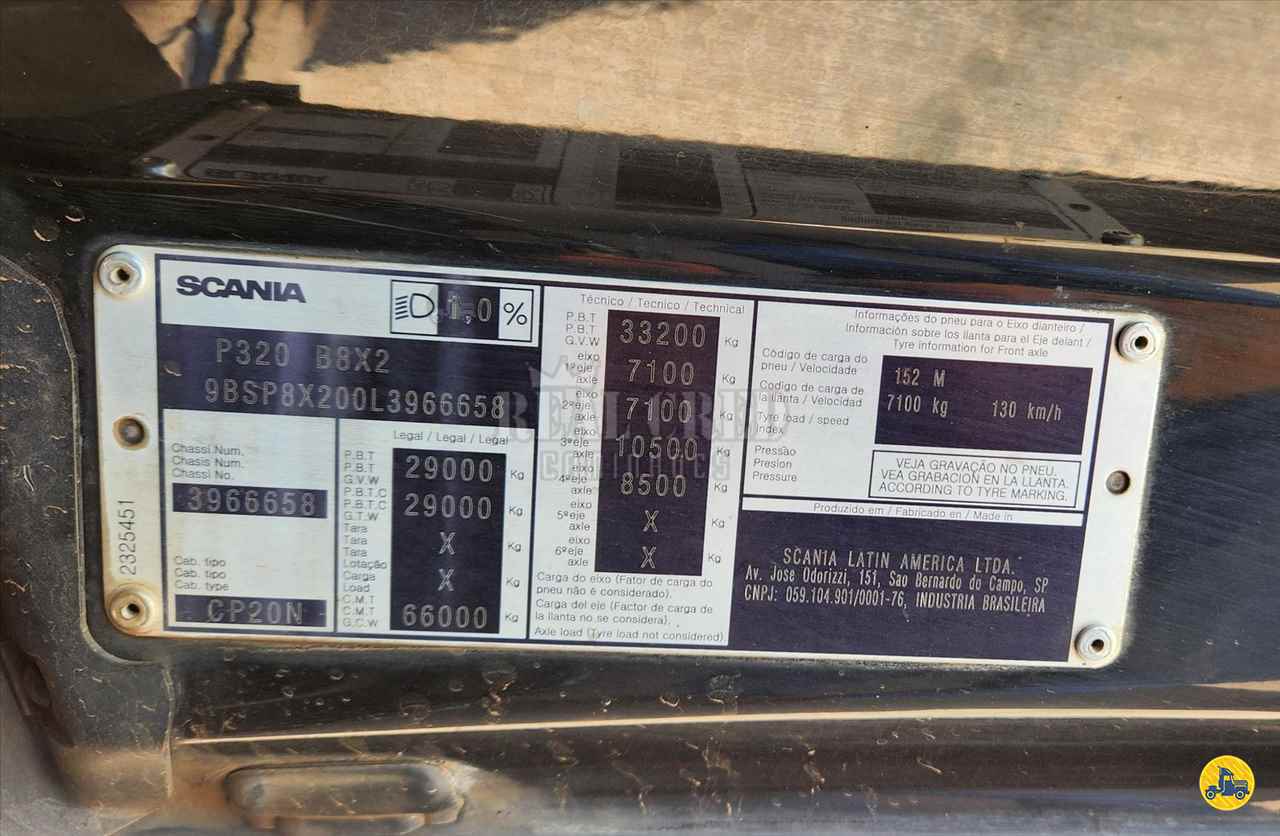 SCANIA
1,0 %
P320 B8X2
9BSP8X200L3966658
Chassi Num.
Chasis Num.
Chassi No.
3966658
Cab. tipo
Cab. tipo
Cab. type
CP20N
2325451
Legal / Legal / Legal
P.B.T
P.B.T
G.V.W
29000 Kg
P.B.T.C
P.B.T.C
G.T.W
29000 Kg
Tara
Tara
Tara
X Kg
Lotação
Carga
Load
X Kg
C.M.T
C.M.T
G.C.W
66000 Kg
Técnico / Tecnico / Technical
P.B.T
P.B.T
G.V.W
33200 Kg
eixo
1ºeje
axle
7100 Kg
eixo
2ºeje
axle
7100 Kg
eixo
3ºeje
axle
10500 Kg
eixo
4ºeje
axle
8500 Kg
eixo
5ºeje
axle
X Kg
eixo
6ºeje
axle
X Kg
Carga do eixo (Fator de carga do
pneu não é considerado).
Carga del eje (Factor de carga de
la llanta no se considera).
Axle load (Tyre load not considered).
Informações do pneu para o Eixo dianteiro /
Información sobre los llanta para el Eje delant /
Tyre information for Front axle
Código de carga do
pneu / Velocidade
Código de carga de
la llanta / Velocidad
Tyre load / speed
Index
152 M
7100 kg 130 km/h
Pressão
Presion
Pressure
VEJA GRAVAÇÃO NO PNEU.
VEA GRABACION EN LA LLANTA.
ACCORDING TO TYRE MARKING.
Produzido em / Fabricado en / Made in
SCANIA LATIN AMERICA LTDA.
Av. Jose Odorizzi, 151, Sao Bernardo do Campo, SP
CNPJ: 059.104.901/0001-76, INDUSTRIA BRASILEIRA
REALCRED